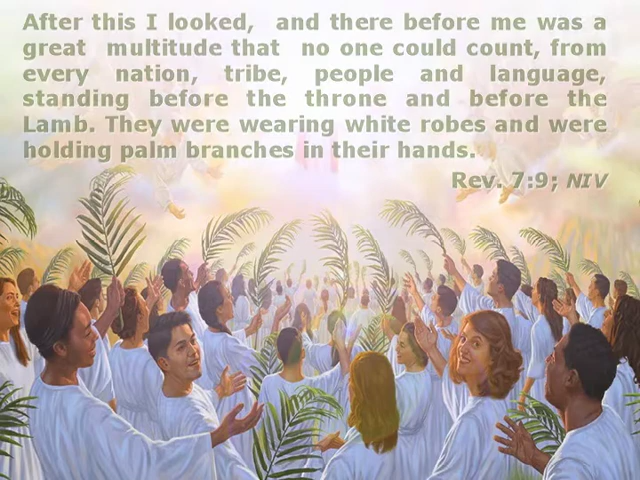 After this I looked, and there before me was a
great multitude that no one could count, from
every nation, tribe, people and language,
standing before the throne and before the
Lamb. They were wearing white robes and were
holding palm branches in their hands.
Rev. 7:9; NIV